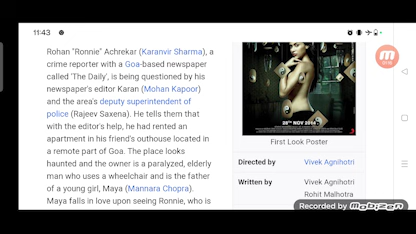 11:43
Rohan "Ronnie" Achrekar (Karanvir Sharma), a
crime reporter with a Goa-based newspaper
called 'The Daily', is being questioned by his
newspaper's editor Karan (Mohan Kapoor)
and the area's deputy superintendent of
police (Rajeev Saxena). He tells them that
with the editor's help, he had rented an
apartment in his friend's outhouse located in
a remote part of Goa. The place looks
haunted and the owner is a paralyzed, elderly
man who uses a wheelchair and is the father
of a young girl, Maya (Mannara Chopra).
Maya falls in love upon seeing Ronnie, who is
28TH NOV 2014
First Look Poster
Directed by
Vivek Agnihotri
Written by
Vivek Agnihotri
Rohit Malhotra
Recorded by
MOBIZEN